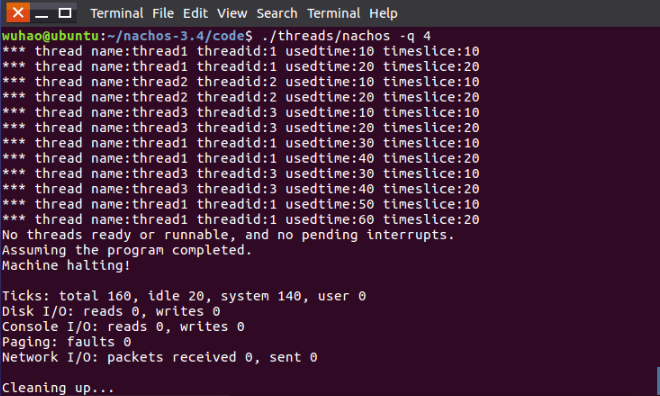 Terminal File Edit View Search Terminal Help
wuhao@ubuntu:~/nachos-3.4/code$ ./threads/nachos -q 4
*** thread name:thread1 threadid:1 usedtime:10 timeslice:10
*** thread name:thread1 threadid:1 usedtime:20 timeslice:20
*** thread name:thread2 threadid:2 usedtime:10 timeslice:10
*** thread name:thread2 threadid:2 usedtime:20 timeslice:20
*** thread name:thread3 threadid:3 usedtime:10 timeslice:10
*** thread name:thread3 threadid:3 usedtime:20 timeslice:20
*** thread name:thread1 threadid:1 usedtime:30 timeslice:10
*** thread name:thread1 threadid:1 usedtime:40 timeslice:20
*** thread name:thread3 threadid:3 usedtime:30 timeslice:10
*** thread name:thread3 threadid:3 usedtime:40 timeslice:20
*** thread name:thread1 threadid:1 usedtime:50 timeslice:10
*** thread name:thread1 threadid:1 usedtime:60 timeslice:20
No threads ready or runnable, and no pending interrupts.
Assuming the program completed.
Machine halting!
Ticks: total 160, idle 20, system 140, user 0
Disk I/O: reads 0, writes 0
Console I/O: reads 0, writes 0
Paging: faults 0
Network I/O: packets received 0, sent 0
Cleaning up...